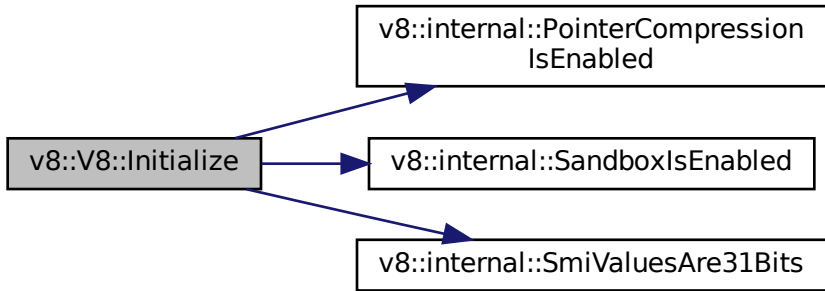 v8::internal::PointerCompression
IsEnabled
v8::V8::Initialize
v8::internal::SandboxIsEnabled
v8::internal::SmiValuesAre31Bits